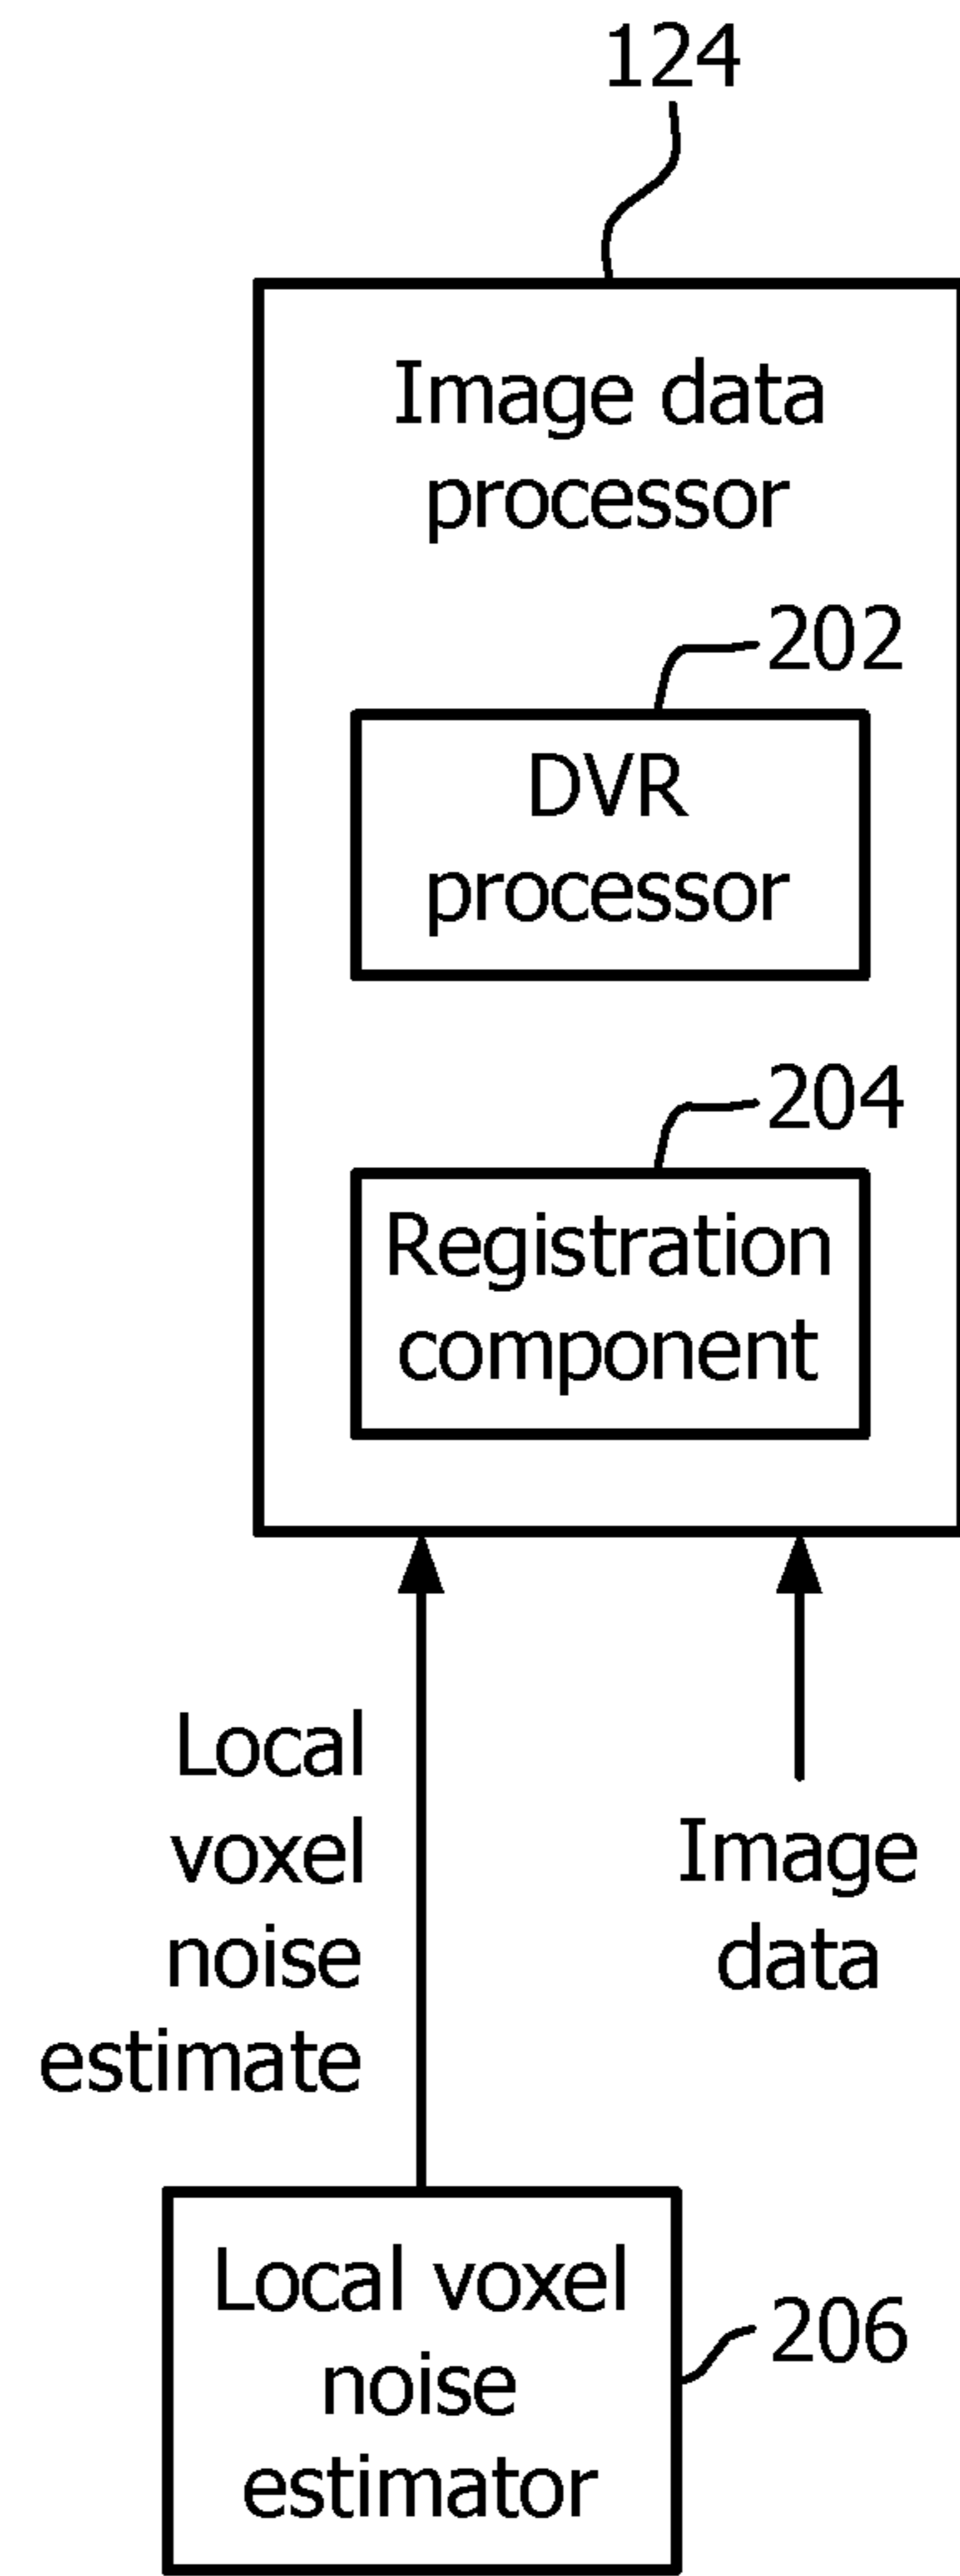 124
Image data
processor
202
DVR
processor
204
Registration
component
Local
voxel
noise
estimate
Image
data
Local voxel
noise
estimator
206